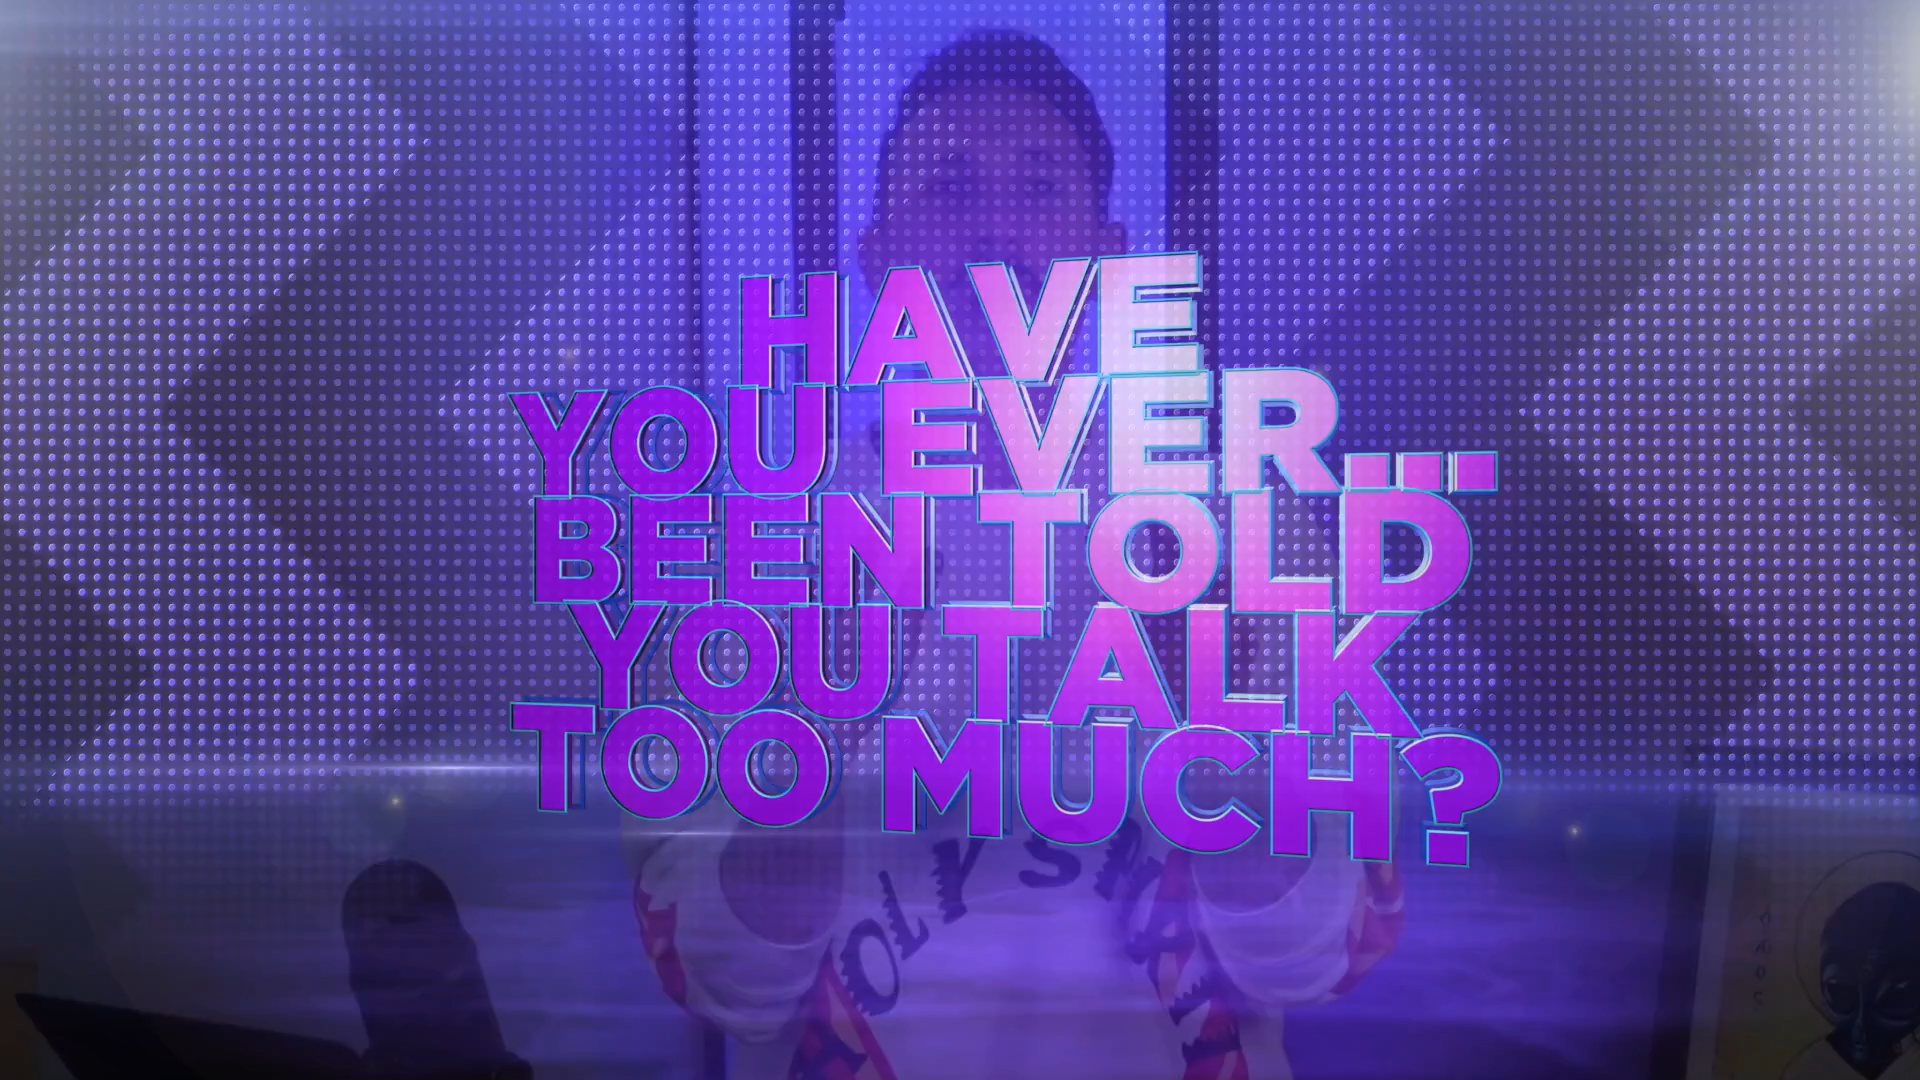 HAVE
YOU EVER...
BEEN TOLD
YOU TALK
TOO MUCH?